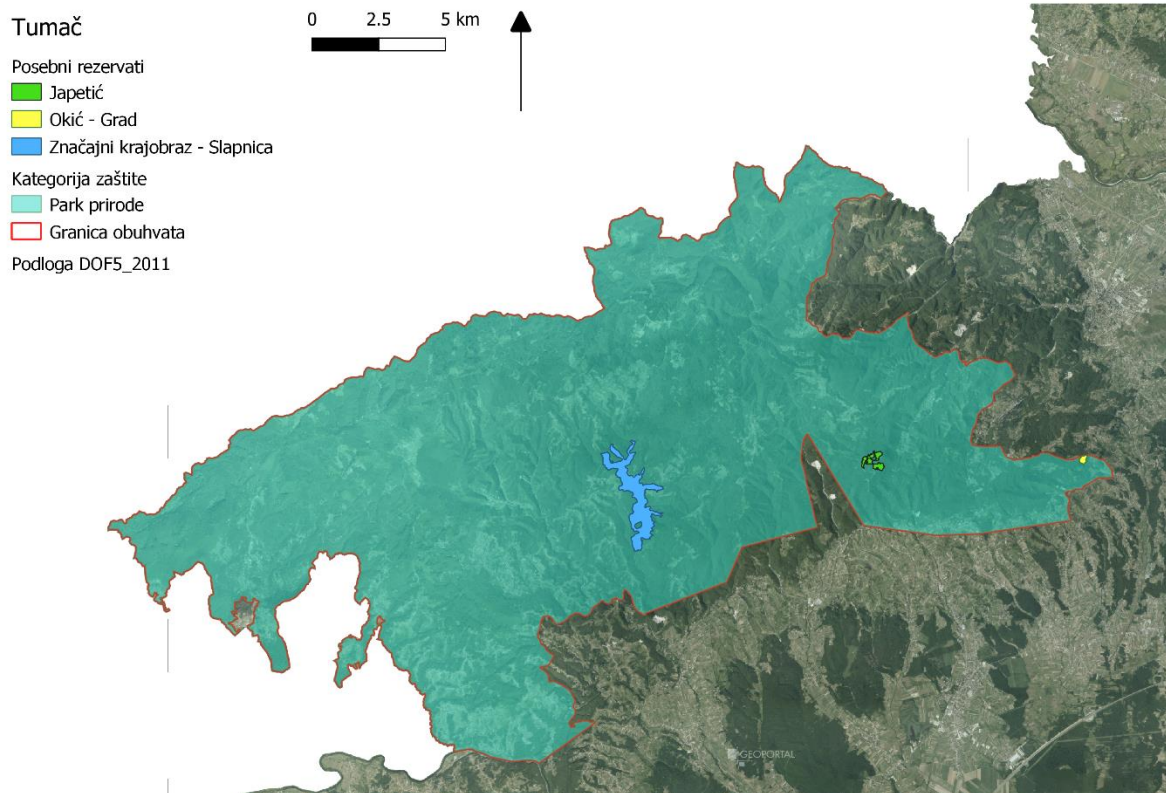 Tumač
0 2.5 5 km
Posebni rezervati
Japetić
Okić - Grad
Značajni krajobraz - Slapnica
Kategorija zaštite
Park prirode
Granica obuhvata
Podloga DOF5_2011
GEOPORTAL